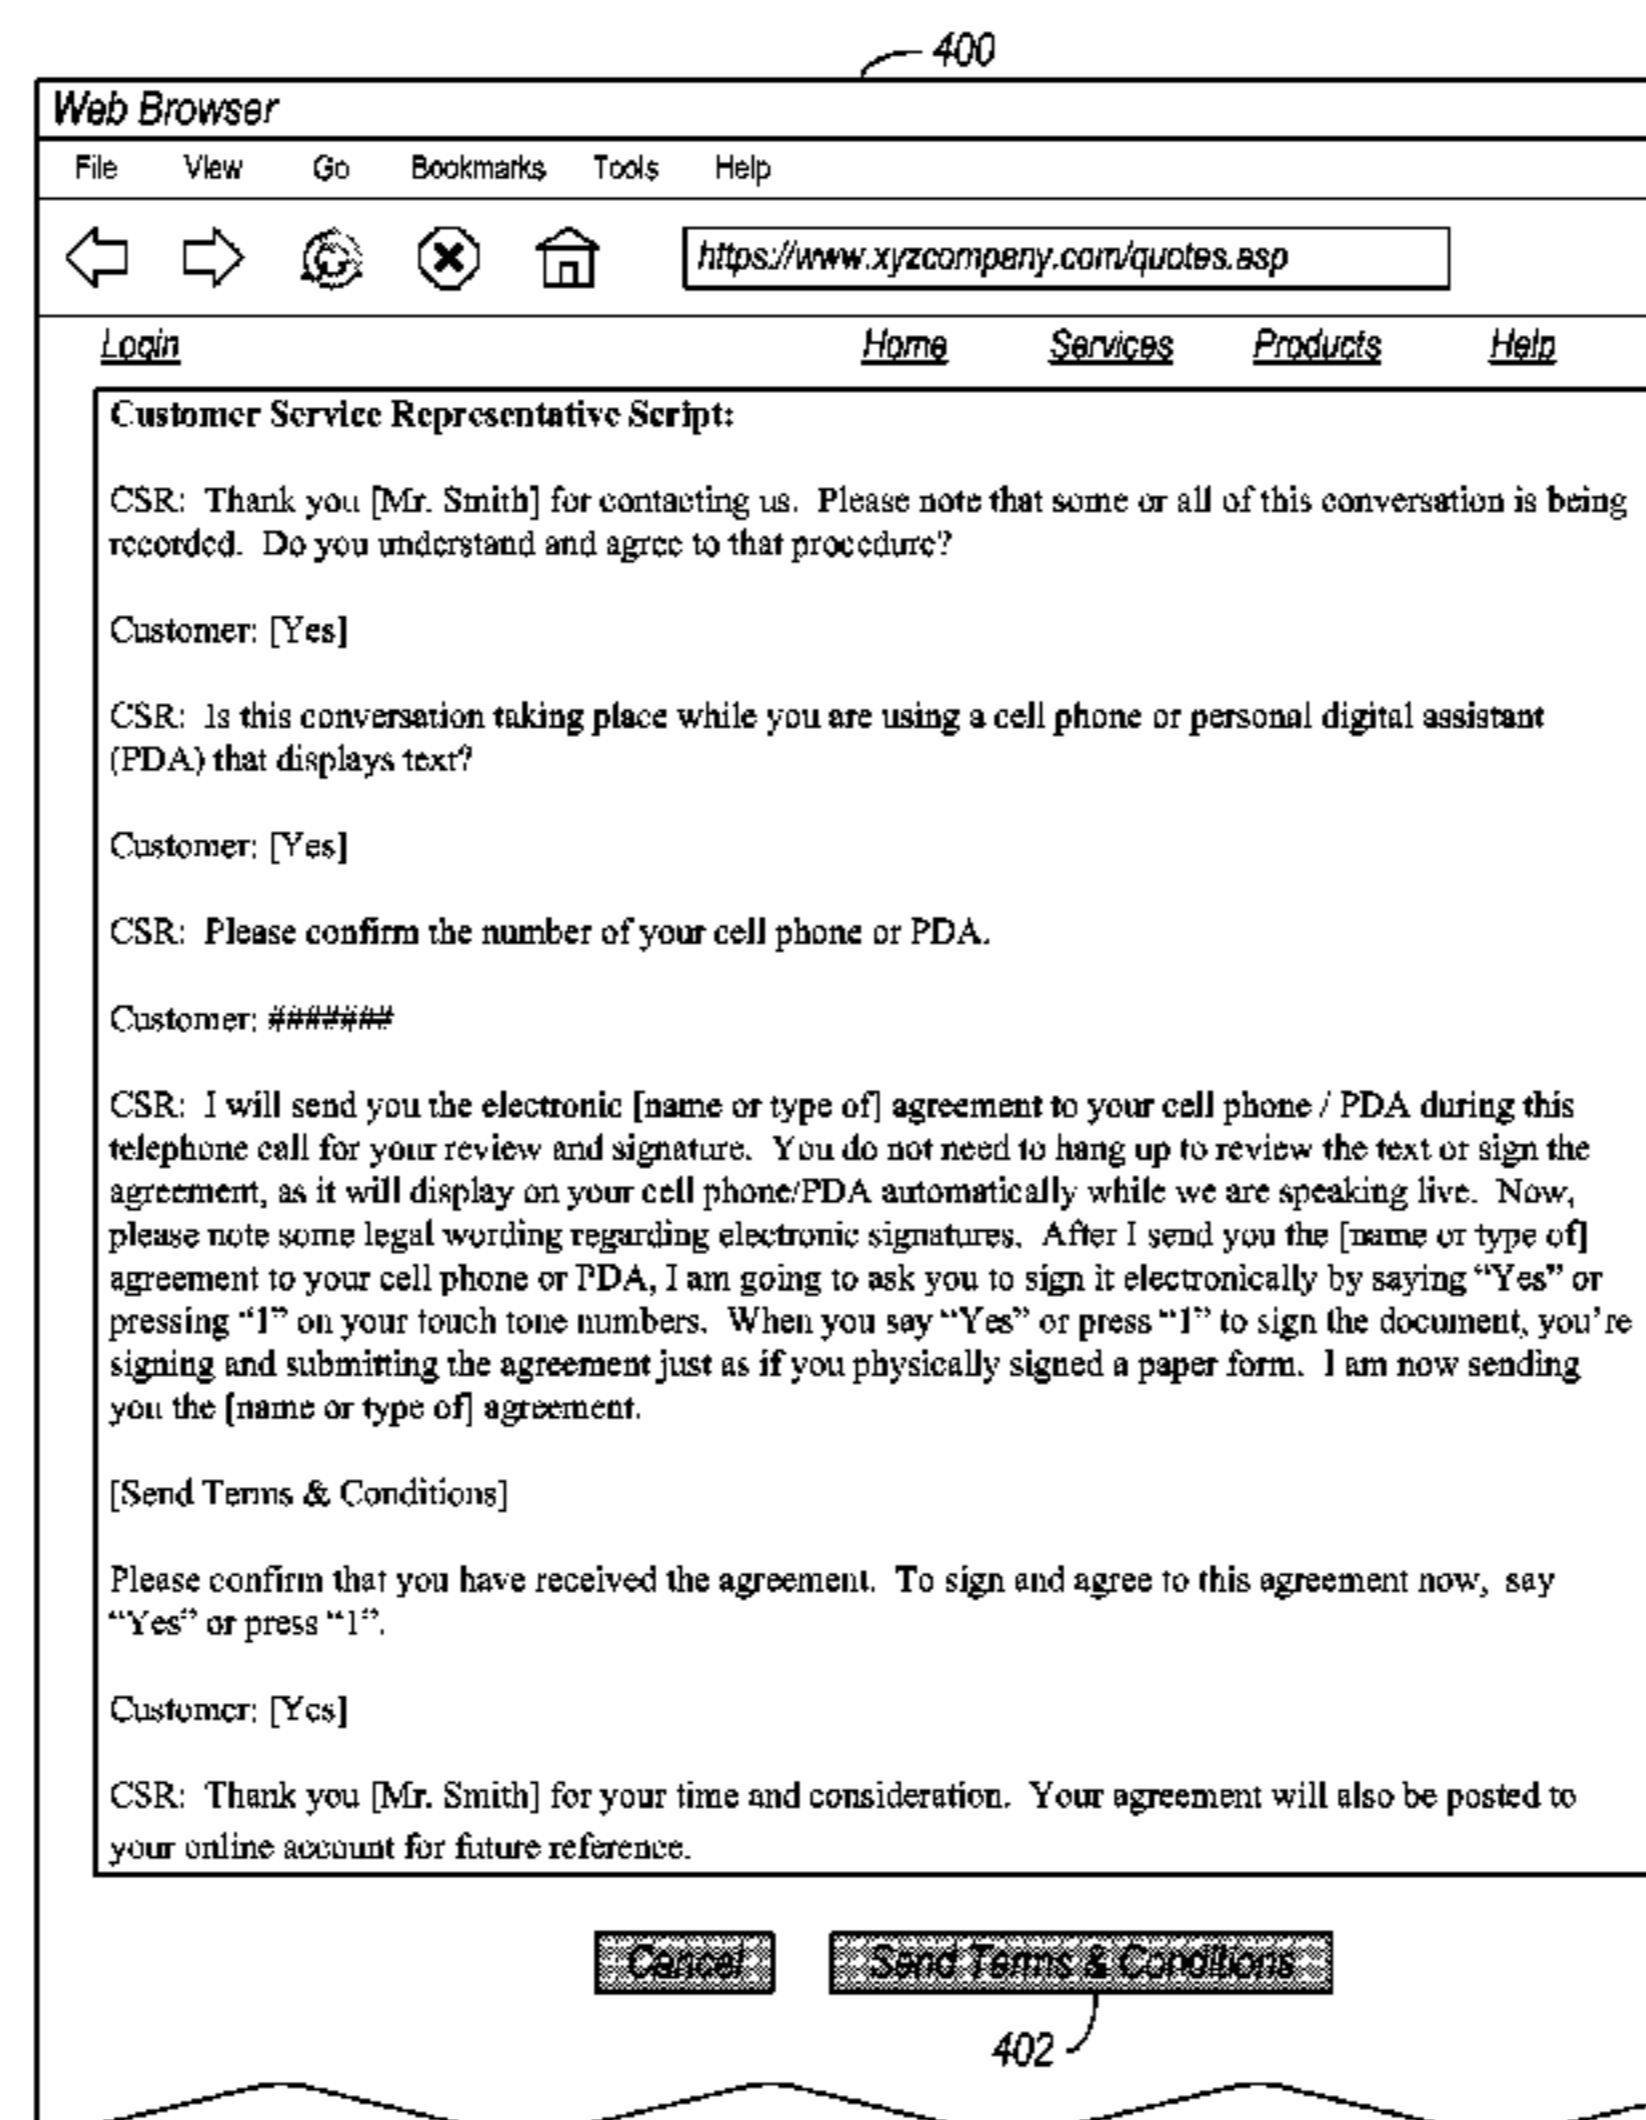 400
Web Browser
File View Go Bookmarks Tools Help
https://www.xyzcompany.com/quotes.asp
Login Home Services Products Help
Customer Service Representative Script:
CSR: Thank you [Mr. Smith] for contacting us. Please note that some or all of this conversation is being
recorded. Do you understand and agree to that procedure?
Customer: [Yes]
CSR: Is this conversation taking place while you are using a cell phone or personal digital assistant
(PDA) that displays text?
Customer: [Yes]
CSR: Please confirm the number of your cell phone or PDA.
Customer: #######
CSR: I will send you the electronic [name or type of] agreement to your cell phone / PDA during this
telephone call for your review and signature. You do not need to hang up to review the text or sign the
agreement, as it will display on your cell phone/PDA automatically while we are speaking live. Now,
please note some legal wording regarding electronic signatures. After I send you the [name or type of]
agreement to your cell phone or PDA, I am going to ask you to sign it electronically by saying “Yes” or
pressing “1” on your touch tone numbers. When you say “Yes” or press “1” to sign the document, you’re
signing and submitting the agreement just as if you physically signed a paper form. I am now sending
you the [name or type of] agreement.
[Send Terms & Conditions]
Please confirm that you have received the agreement. To sign and agree to this agreement now, say
“Yes” or press “1”.
Customer: [Yes]
CSR: Thank you [Mr. Smith] for your time and consideration. Your agreement will also be posted to
your online account for future reference.
Cancel Send Terms & Conditions
402